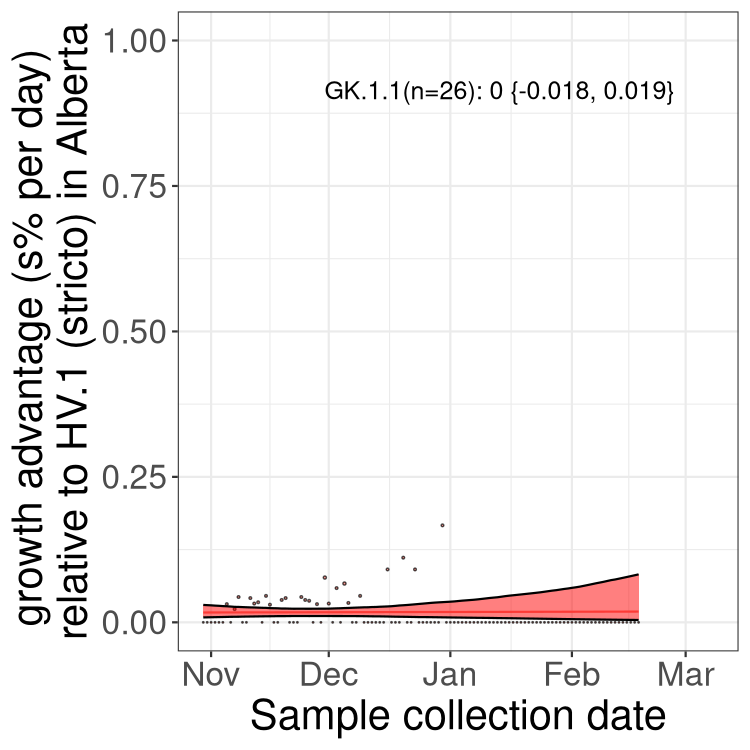 growth advantage (s% per day)
relative to HV.1 (stricto) in Alberta
1.00
0.75
0.50
0.25
0.00
GK.1.1(n=26): 0 {-0.018, 0.019}
Nov Dec Jan Feb Mar
Sample collection date